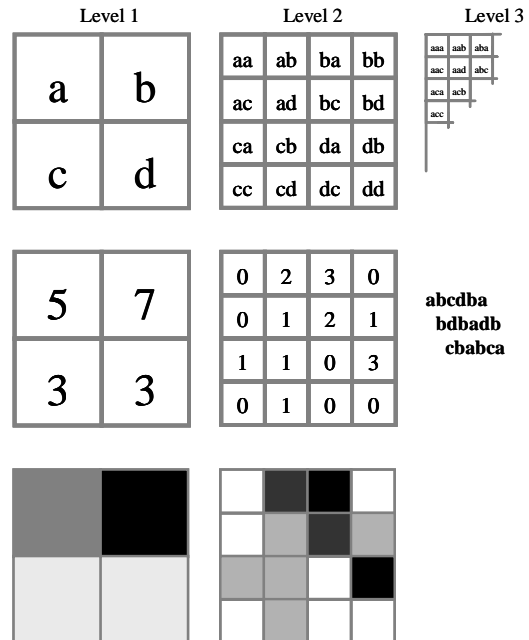 Level 1 Level 2 Level 3
a b
c d
aa ab ba bb
ac ad bc bd
ca cb da db
cc cd dc dd
aaa aab aba
aac aad abc
aca acb
acc
5 7
3 3
0 2 3 0
0 1 2 1
1 1 0 3
0 1 0 0
abcdba
bdbadb
cbabca